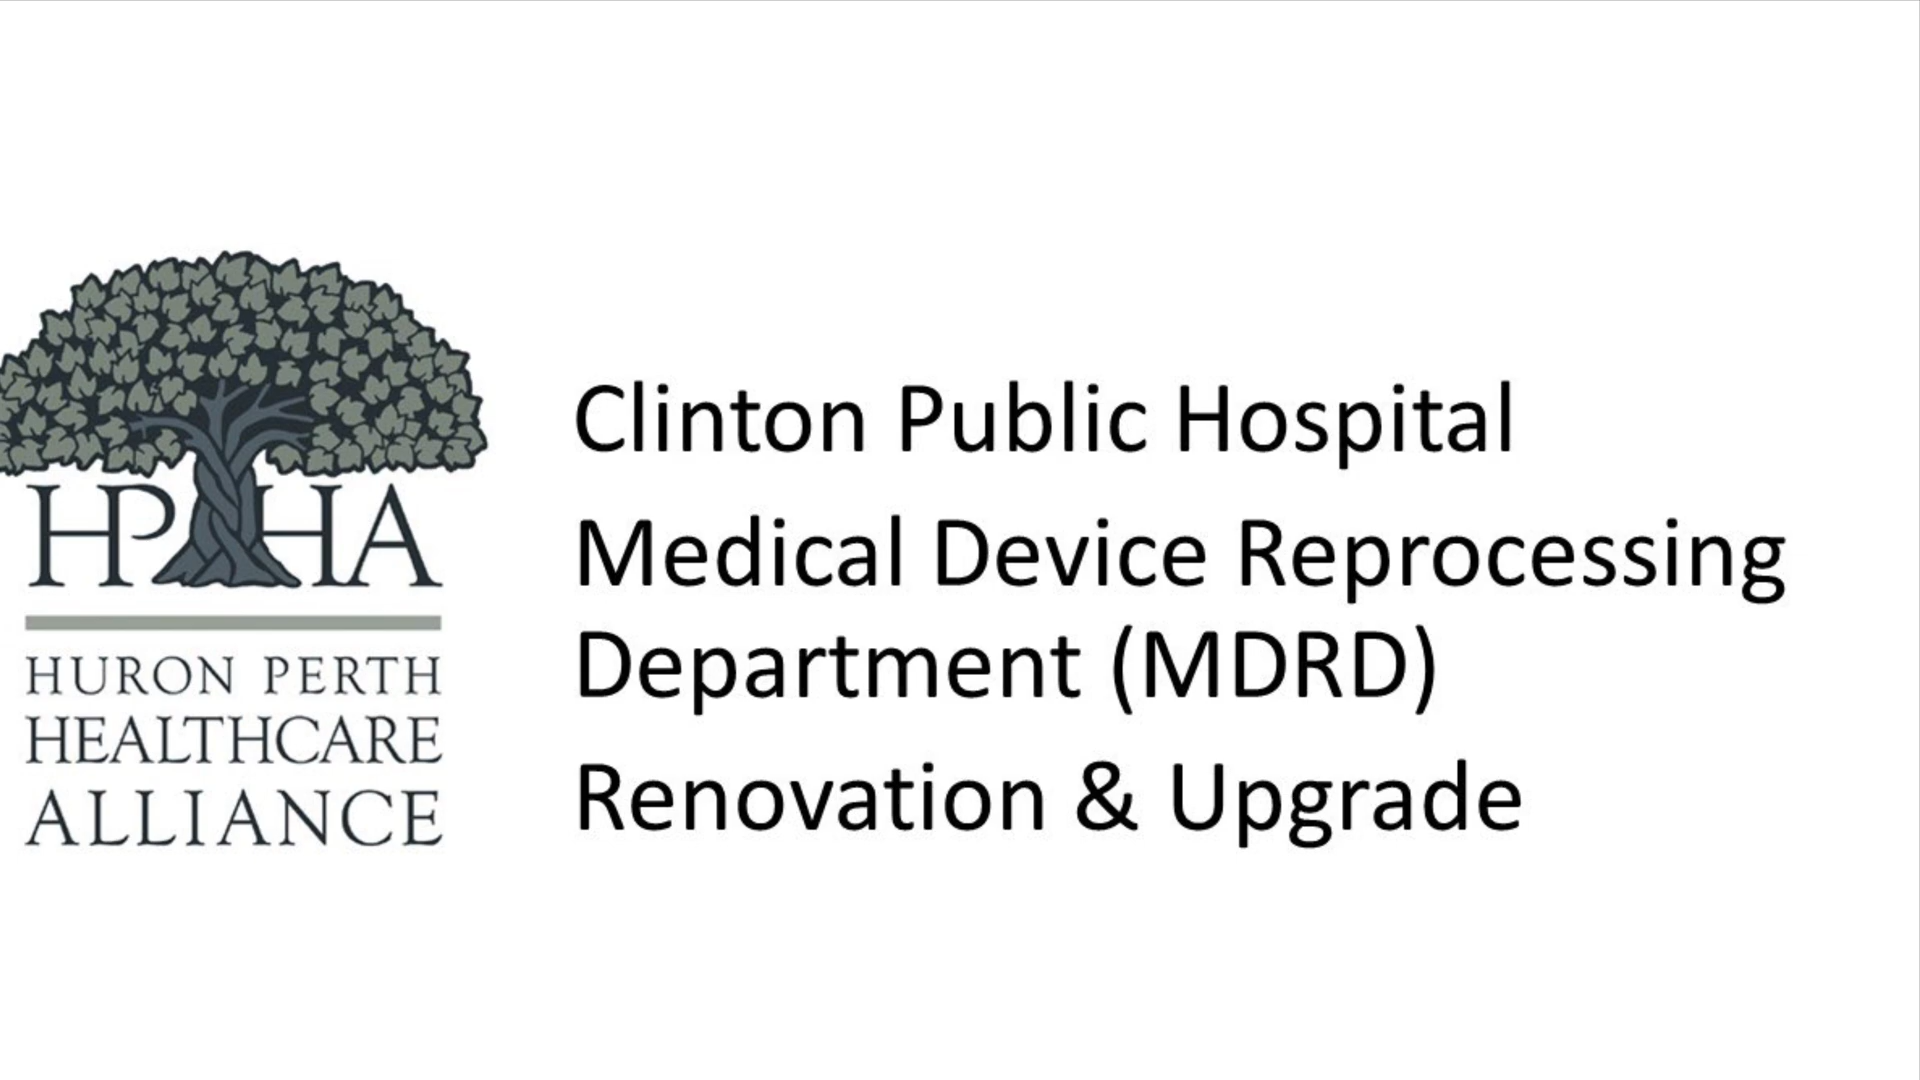 HPHA
HURON PERTH
HEALTHCARE
ALLIANCE
Clinton Public Hospital
Medical Device Reprocessing
Department (MDRD)
Renovation & Upgrade